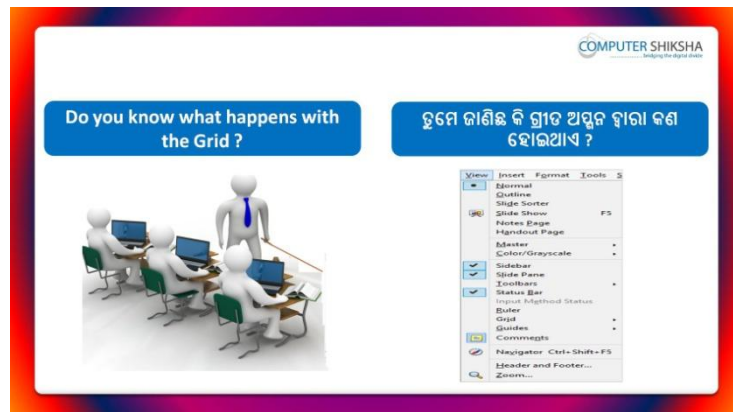 COMPUTER SHIKSHA
bridging the digital divide
Do you know what happens with
the Grid ?
ତୁମେ ଜାଣିଛ କି ଗ୍ରୀଡ ଅପ୍ସନ ଦ୍ୱାରା କଣ
ହୋଇଥାଏ ?
View Insert Format Tools S
Normal
Outline
Slide Sorter
Slide Show F5
Notes Page
Handout Page
Master
Color/Grayscale
Sidebar
Slide Pane
Toolbars
Status Bar
Input Method Status
Ruler
Grid
Guides
Comments
Navigator Ctrl+Shift+F5
Header and Footer...
Zoom...